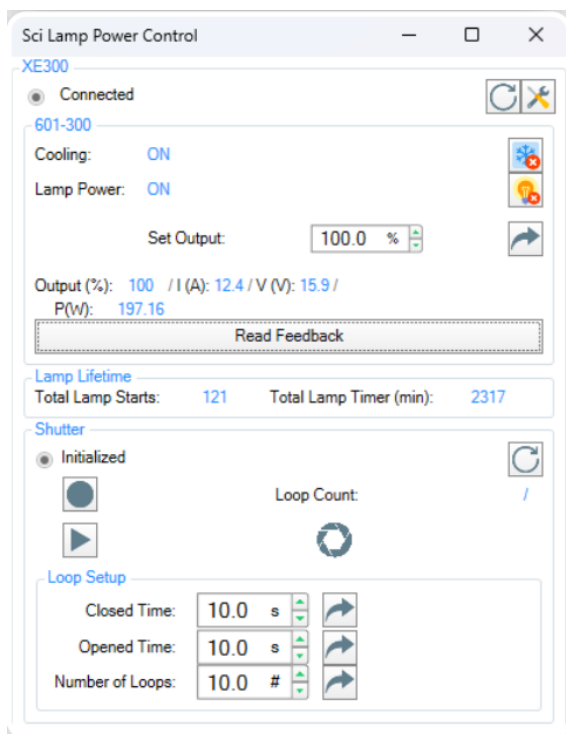 Sci Lamp Power Control
XE300
Connected
601-300
Cooling: ON
Lamp Power: ON
Set Output: 100.0 %
Output (%): 100 / I (A): 12.4 / V (V): 15.9 /
P(W): 197.16
Read Feedback
Lamp Lifetime
Total Lamp Starts: 121 Total Lamp Timer (min): 2317
Shutter
Initialized
Loop Count: /
Loop Setup
Closed Time: 10.0 s
Opened Time: 10.0 s
Number of Loops: 10.0 #